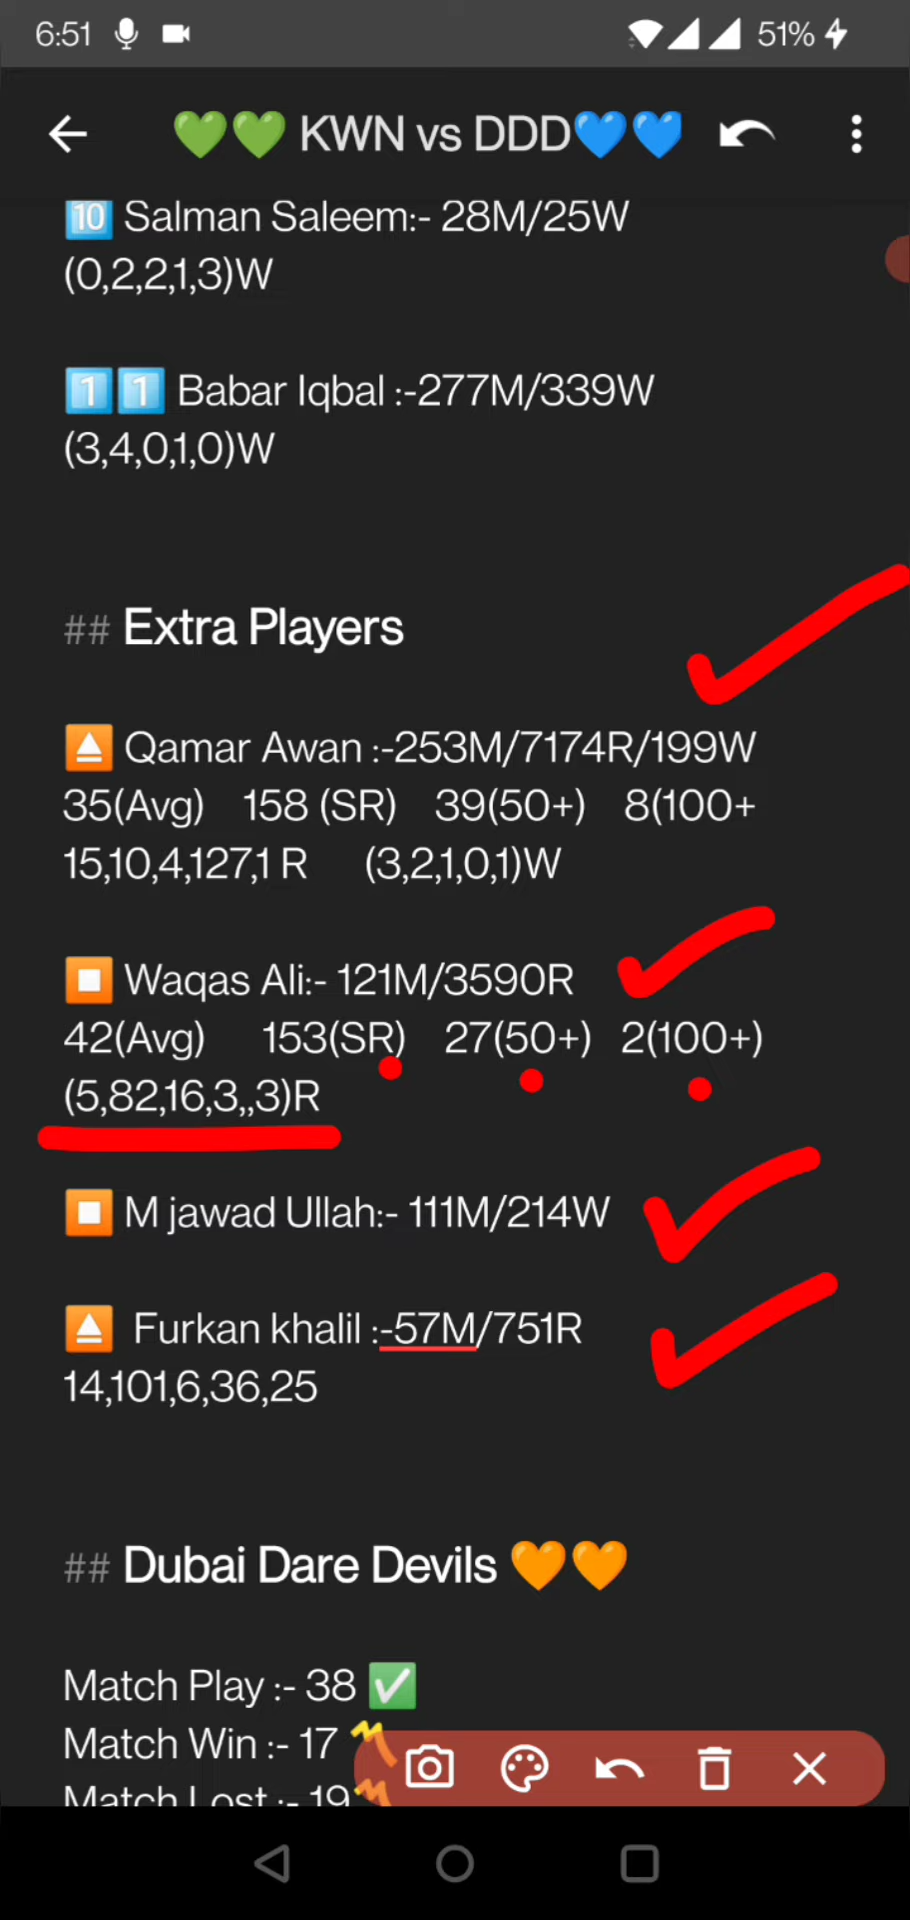 6:51 51%
💚💚 KWN vs DDD💙💙
🔟 Salman Saleem:- 28M/25W
(0,2,2,1,3)W
1️⃣1️⃣ Babar Iqbal :-277M/339W
(3,4,0,1,0)W
## Extra Players
⏏️ Qamar Awan :-253M/7174R/199W
35(Avg) 158 (SR) 39(50+) 8(100+
15,10,4,127,1 R (3,2,1,0,1)W
⏹️ Waqas Ali:- 121M/3590R
42(Avg) 153(SR) 27(50+) 2(100+)
(5,82,16,3,,3)R
⏹️ M jawad Ullah:- 111M/214W
⏏️ Furkan khalil :-57M/751R
14,101,6,36,25
## Dubai Dare Devils 🧡🧡
Match Play :- 38 ✅
Match Win :- 17 〽️
Match Lost :- 19〽️